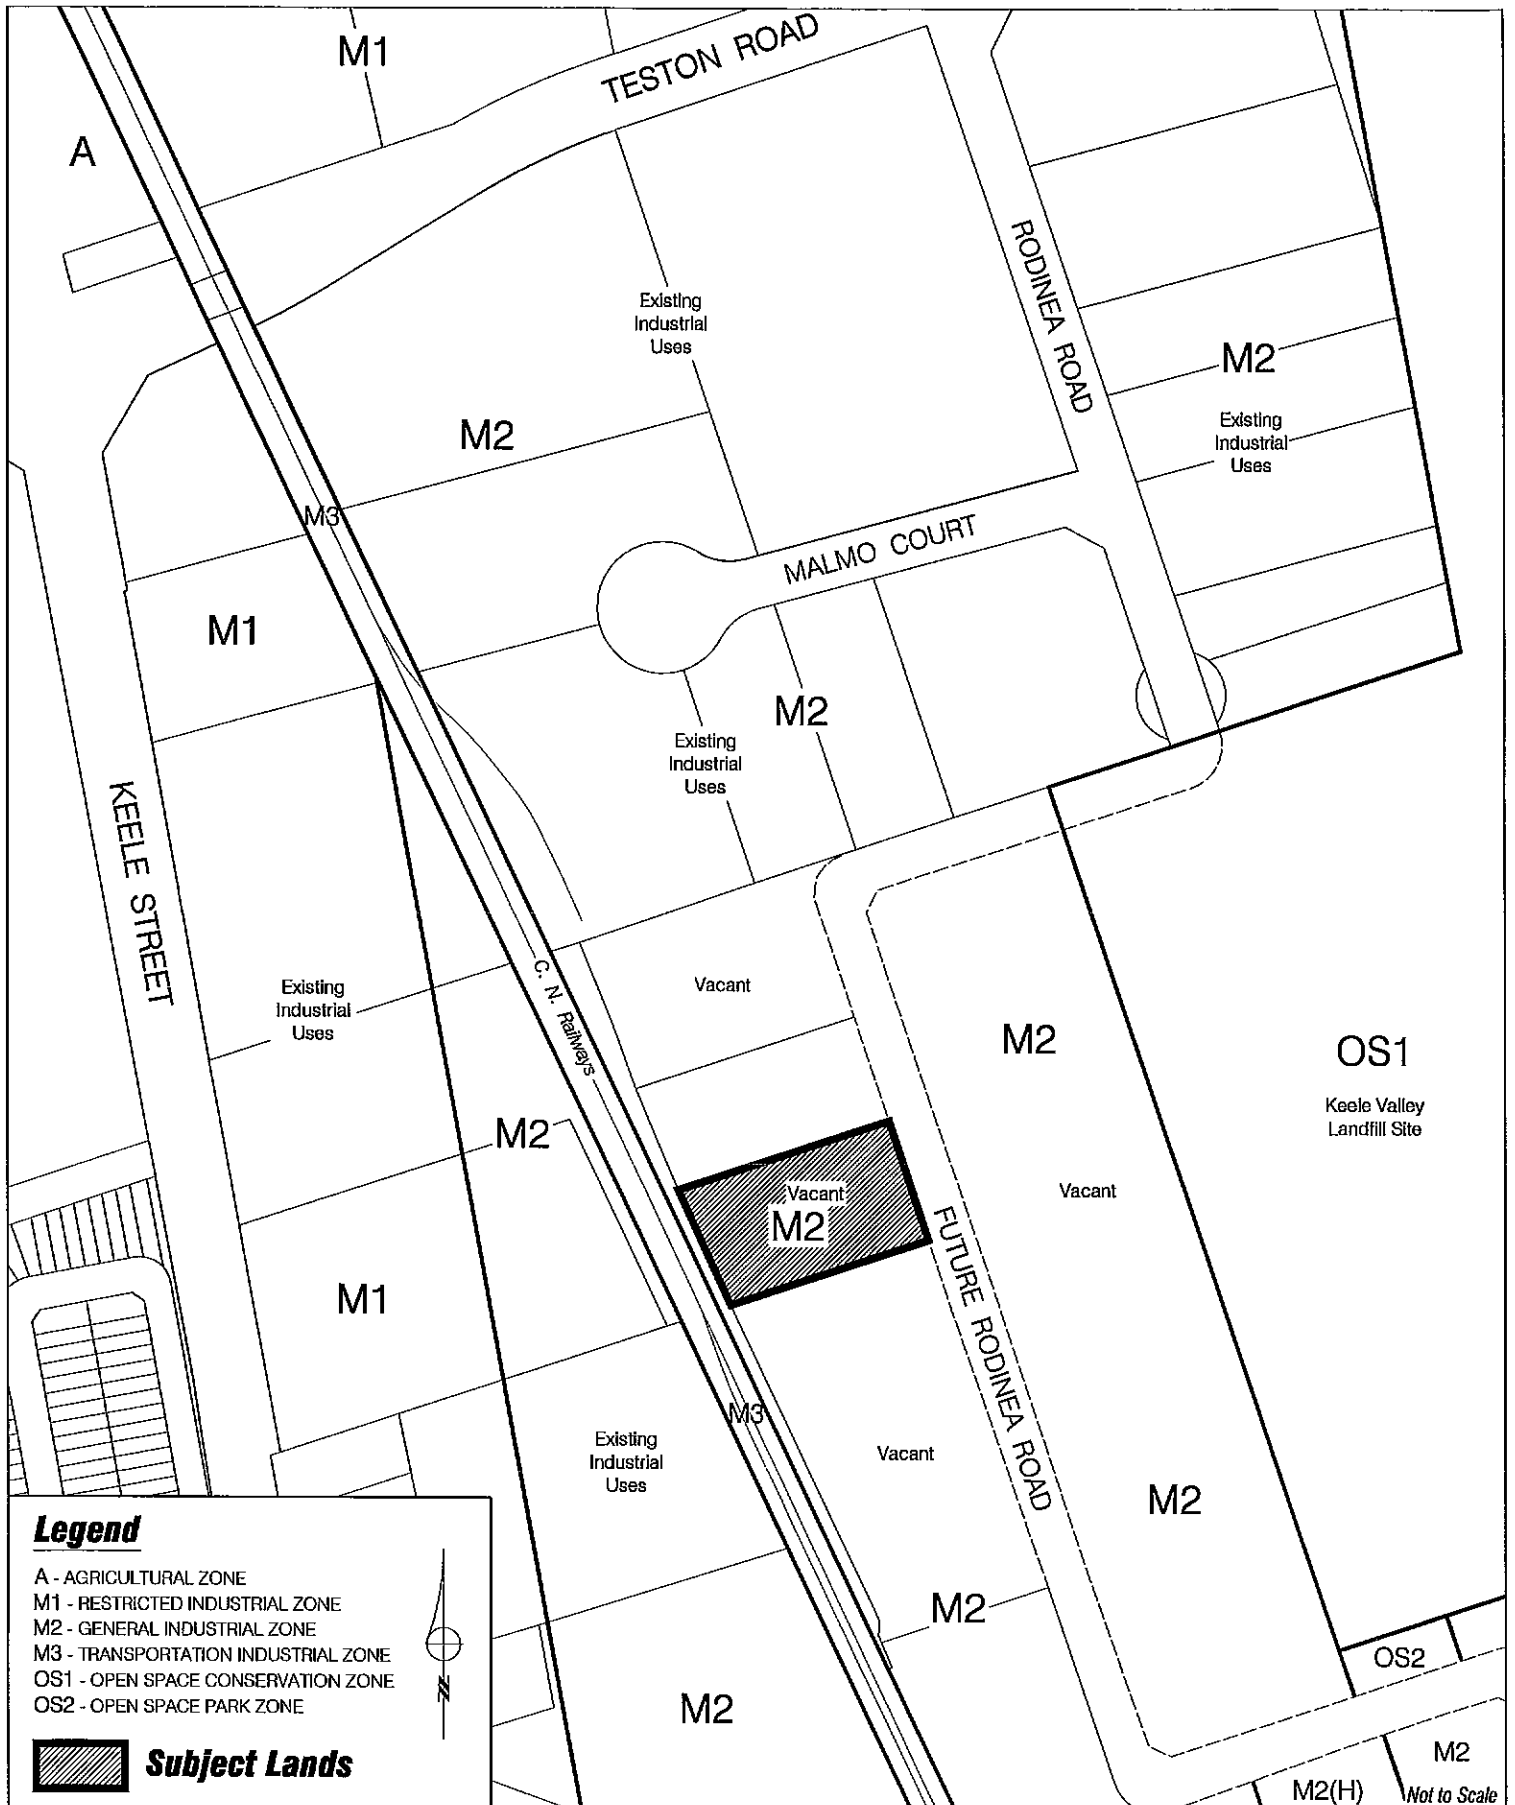 M1
TESTON ROAD
A
RODINEA ROAD
Existing
Industrial
Uses
M2
Existing
Industrial
Uses
M2
M3
MALMO COURT
M1
M2
Existing
Industrial
Uses
KEELE STREET
C. N. Railways
Existing
Industrial
Uses
Vacant
M2
OS1
Keele Valley
Landfill Site
M2
Vacant
M2
Vacant
FUTURE RODINEA ROAD
M1
M3
Existing
Industrial
Uses
Vacant
M2
M2
OS2
M2
M2
M2(H)
Not to Scale
Legend
A - AGRICULTURAL ZONE
M1 - RESTRICTED INDUSTRIAL ZONE
M2 - GENERAL INDUSTRIAL ZONE
M3 - TRANSPORTATION INDUSTRIAL ZONE
OS1 - OPEN SPACE CONSERVATION ZONE
OS2 - OPEN SPACE PARK ZONE
N
Subject Lands